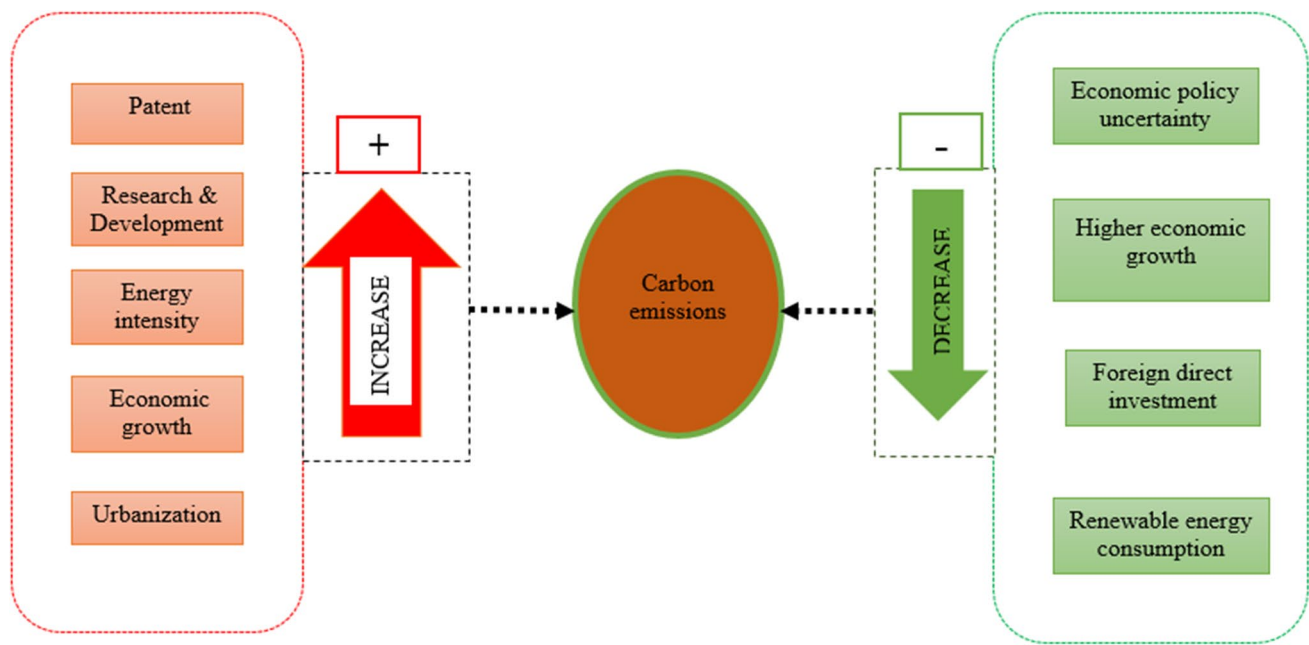 Patent
Research &
Development
Energy
intensity
Economic
growth
Urbanization
+
INCREASE
Carbon
emissions
-
DECREASE
Economic policy
uncertainty
Higher economic
growth
Foreign direct
investment
Renewable energy
consumption